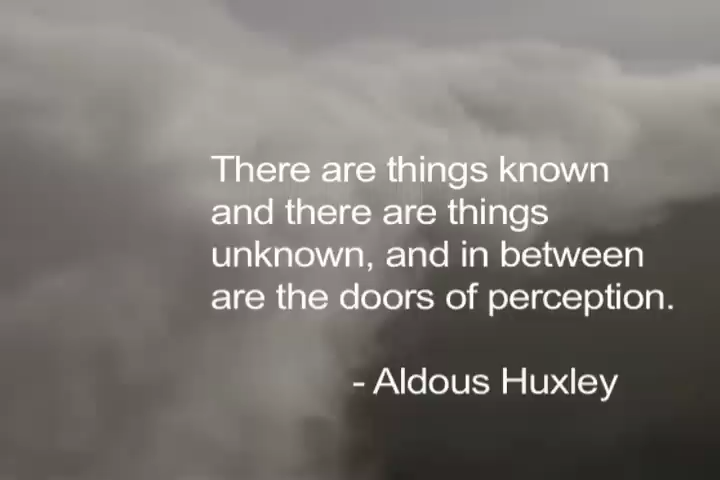 There are things known
and there are things
unknown, and in between
are the doors of perception.
- Aldous Huxley